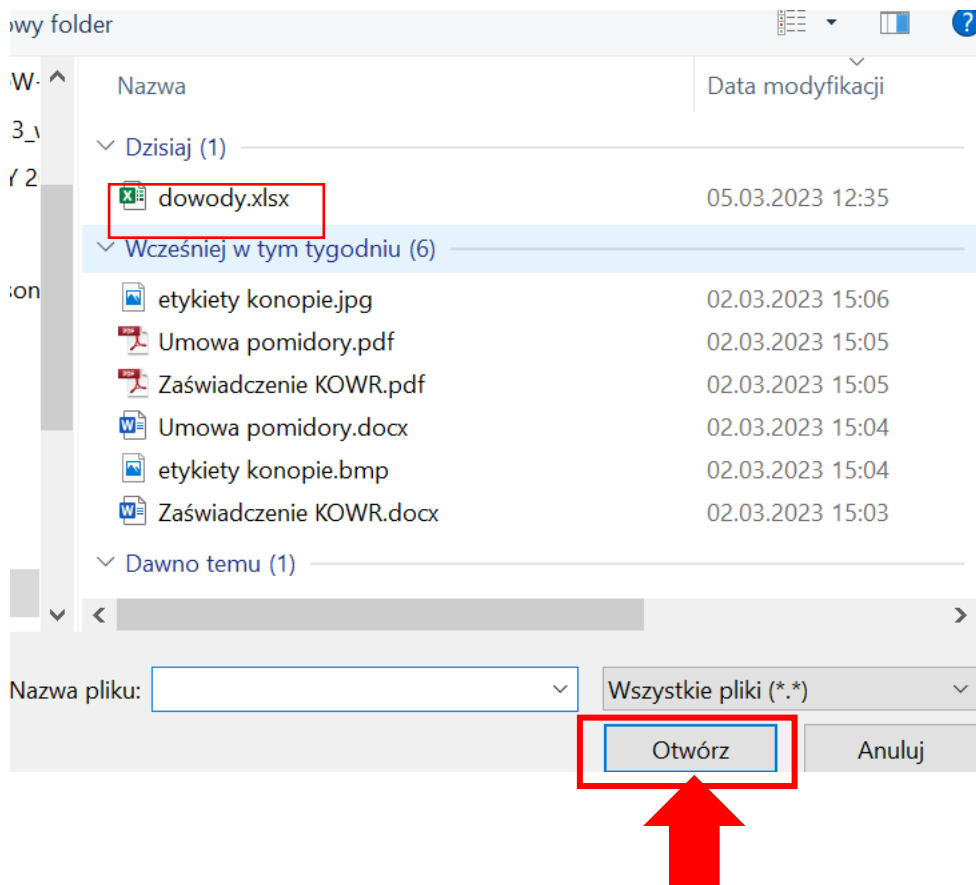 owy folder
W-
Nazwa
Data modyfikacji
3_w
Y 2
Dzisiaj (1)
dowody.xlsx
05.03.2023 12:35
Wcześniej w tym tygodniu (6)
son
etykiety konopie.jpg
02.03.2023 15:06
Umowa pomidory.pdf
02.03.2023 15:05
Zaświadczenie KOWR.pdf
02.03.2023 15:05
Umowa pomidory.docx
02.03.2023 15:04
etykiety konopie.bmp
02.03.2023 15:04
Zaświadczenie KOWR.docx
02.03.2023 15:03
Dawno temu (1)
Nazwa pliku:
Wszystkie pliki (*.*)
Otwórz
Anuluj